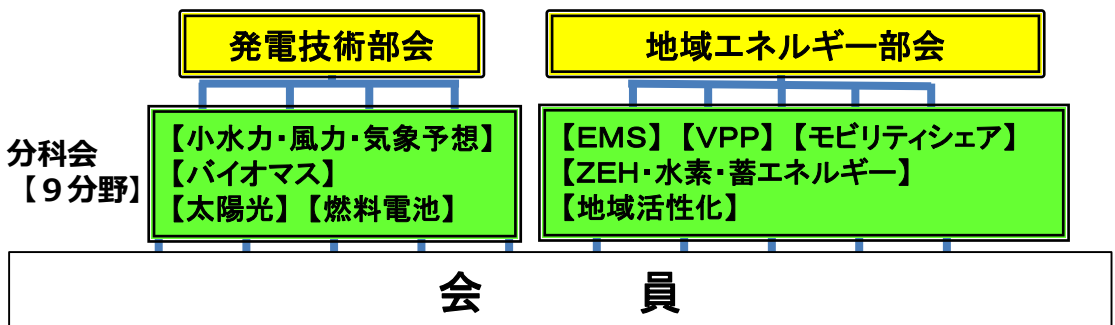 発電技術部会
地域エネルギー部会
分科会
【９分野】
【小水力・風力・気象予想】
【バイオマス】
【太陽光】【燃料電池】
【ＥＭＳ】【ＶＰＰ】【モビリティシェア】
【ZEH・水素・蓄エネルギー】
【地域活性化】
会　員